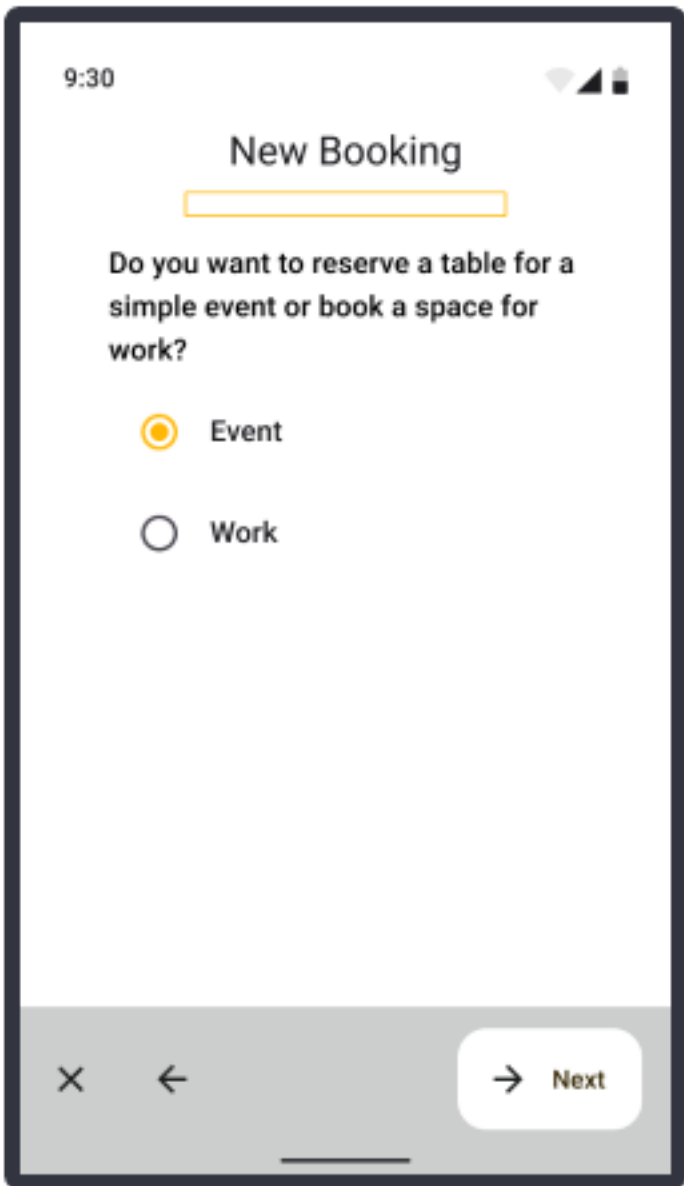 9:30
New Booking
Do you want to reserve a table for a
simple event or book a space for
work?
Event
Work
Next